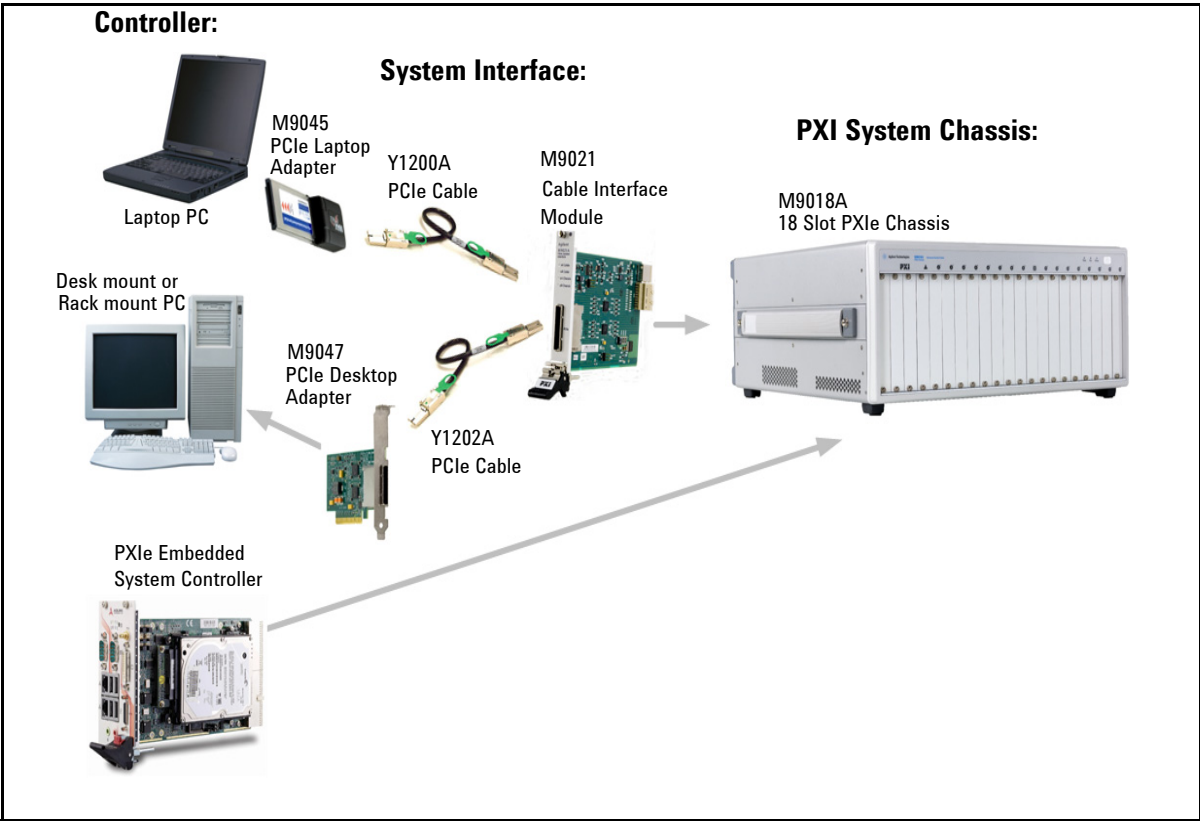 Controller:
System Interface:
PXI System Chassis:
M9045
PCIe Laptop
Adapter
Laptop PC
Y1200A
PCIe Cable
M9021
Cable Interface
Module
M9018A
18 Slot PXIe Chassis
PXI
Desk mount or
Rack mount PC
M9047
PCIe Desktop
Adapter
Y1202A
PCIe Cable
PXI
PXIe Embedded
System Controller